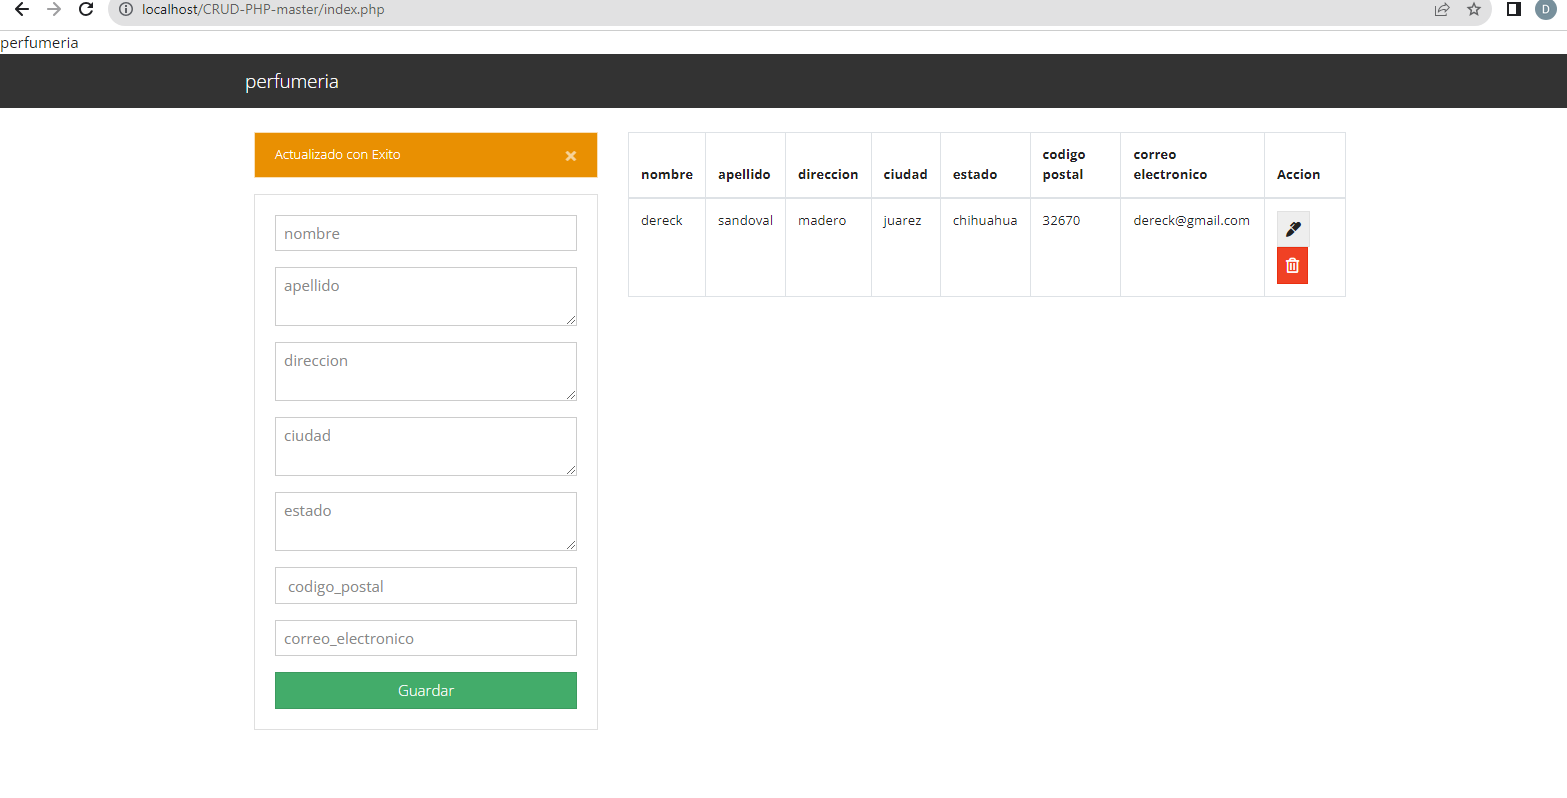 localhost/CRUD-PHP-master/index.php
D
perfumeria
perfumeria
Actualizado con Exito ×
nombre
apellido
direccion
ciudad
estado
codigo_postal
correo_electronico
Guardar
nombre apellido direccion ciudad estado codigo postal correo electronico Accion
dereck sandoval madero juarez chihuahua 32670 dereck@gmail.com